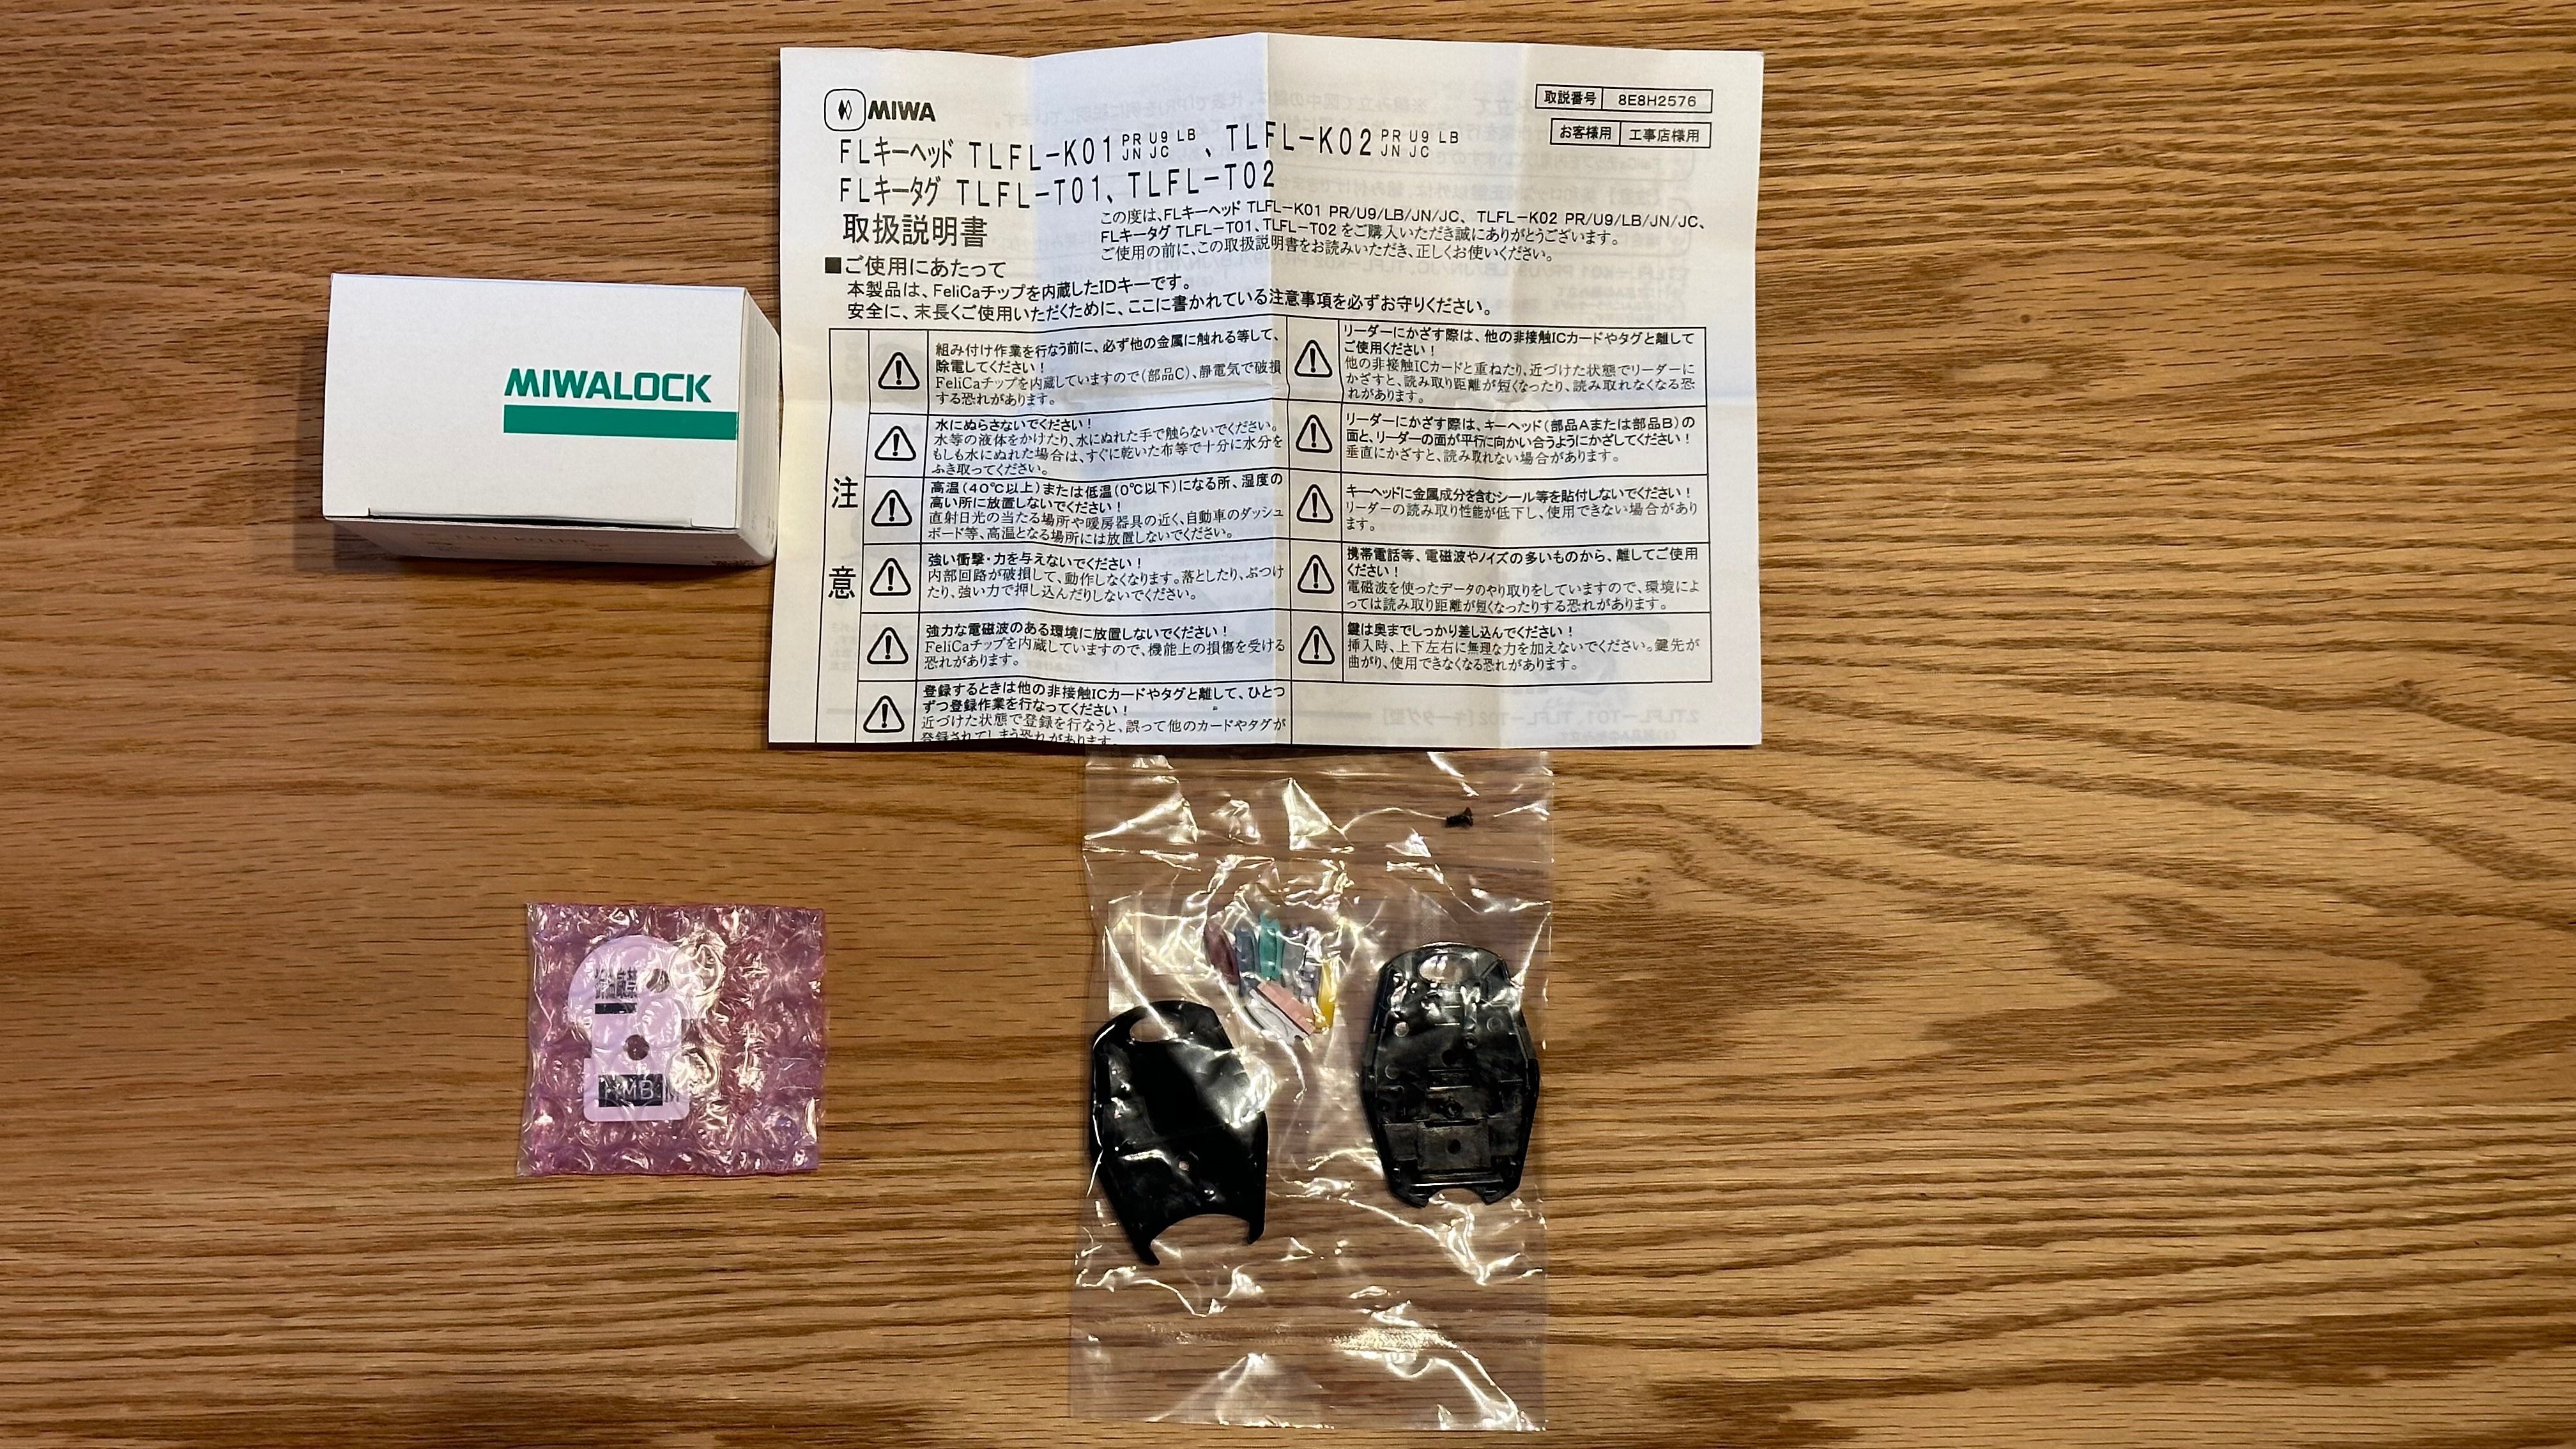 MIWALOCK
MIWA
取説番号 8E8H2576
お客様用 工事店様用
FLキーヘッド TLFL-K01 PR U9 LB JN JC 、TLFL-K02 PR U9 LB JN JC
FLキータグ TLFL-T01、TLFL-T02
取扱説明書
この度は、FLキーヘッド TLFL-K01 PR/U9/LB/JN/JC、 TLFL-K02 PR/U9/LB/JN/JC、
FLキータグ TLFL-T01、TLFL-T02 をご購入いただき誠にありがとうございます。
ご使用の前に、この取扱説明書をお読みいただき、正しくお使いください。
■ご使用にあたって
本製品は、FeliCaチップを内蔵したIDキーです。
安全に、末長くご使用いただくために、ここに書かれている注意事項を必ずお守りください。
注意
組み付け作業を行なう前に、必ず他の金属に触れる等して、
除電してください！
FeliCaチップを内蔵していますので（部品C）、静電気で破損
する恐れがあります。
水にぬらさないでください！
水等の液体をかけたり、水にぬれた手で触らないでください。
もしも水にぬれた場合は、すぐに乾いた布等で十分に水分を
ふき取ってください。
高温（40℃以上）または低温（0℃以下）になる所、湿度の
高い所に放置しないでください！
直射日光の当たる場所や暖房器具の近く、自動車のダッシュ
ボード等、高温となる場所には放置しないでください。
強い衝撃・力を与えないでください！
内部回路が破損して、動作しなくなります。落としたり、ぶつけ
たり、強い力で押し込んだりしないでください。
強力な電磁波のある環境に放置しないでください！
FeliCaチップを内蔵していますので、機能上の損傷を受ける
恐れがあります。
登録するときは他の非接触ICカードやタグと離して、ひとつ
ずつ登録作業を行なってください！
近づけた状態で登録を行なうと、誤って他のカードやタグが
登録されてしまう恐れがあります。
リーダーにかざす際は、他の非接触ICカードやタグと離して
ご使用ください！
他の非接触ICカードと重ねたり、近づけた状態でリーダーに
かざすと、読み取り距離が短くなったり、読み取れなくなる恐
れがあります。
リーダーにかざす際は、キーヘッド（部品Aまたは部品B）の
面と、リーダーの面が平行に向かい合うようにかざしてください！
垂直にかざすと、読み取れない場合があります。
キーヘッドに金属成分を含むシール等を貼付しないでください！
リーダーの読み取り性能が低下し、使用できない場合があり
ます。
携帯電話等、電磁波やノイズの多いものから、離してご使用
ください！
電磁波を使ったデータのやり取りをしていますので、環境によ
っては読み取り距離が短くなったりする恐れがあります。
鍵は奥までしっかり差し込んでください！
挿入時、上下左右に無理な力を加えないでください。鍵先が
曲がり、使用できなくなる恐れがあります。